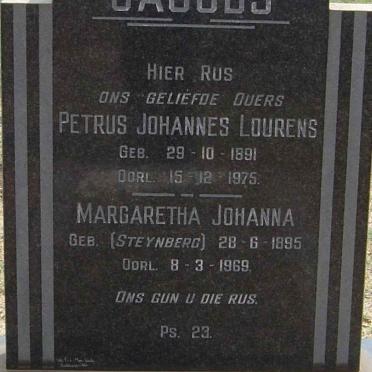 JACOBS
HIER RUS
ONS GELIEFDE OUERS
PETRUS JOHANNES LOURENS
GEB. 29-10-1891
OORL. 15-12-1975.
MARGARETHA JOHANNA
GEB. (STEYNBERG) 28-6-1895
OORL. 8-3-1969.
ONS GUN U DIE RUS.
PS. 23.